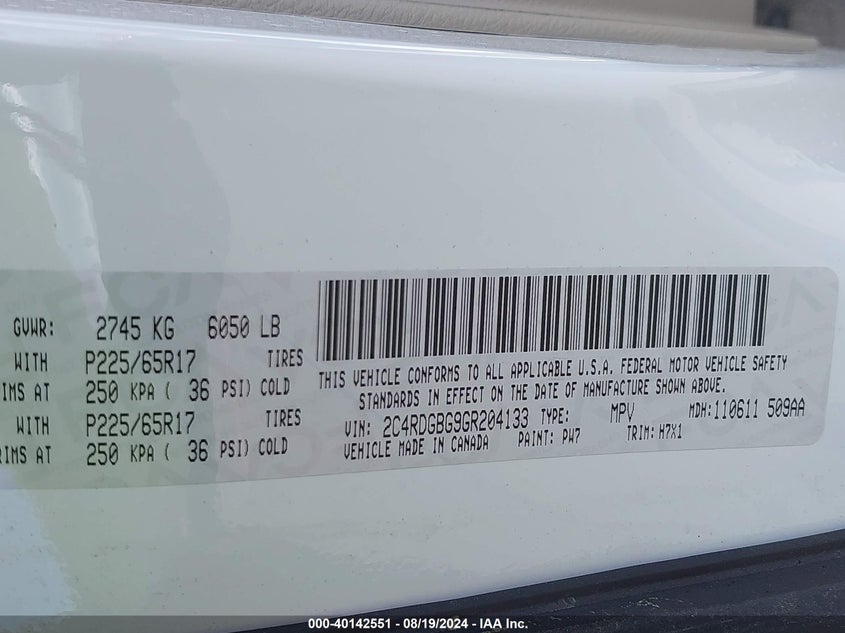 GVWR: 2745 KG 6050 LB
WITH P225/65R17 TIRES
IMS AT 250 KPA ( 36 PSI) COLD
WITH P225/65R17 TIRES
RIMS AT 250 KPA ( 36 PSI) COLD
THIS VEHICLE CONFORMS TO ALL APPLICABLE U.S.A. FEDERAL MOTOR VEHICLE SAFETY
STANDARDS IN EFFECT ON THE DATE OF MANUFACTURE SHOWN ABOVE.
VIN: 2C4RDGBG9GR204133 TYPE: MPV MDH: 110611 509AA
VEHICLE MADE IN CANADA PAINT: PW7 TRIM: H7X1
000-40142551 - 08/19/2024 - IAA Inc.